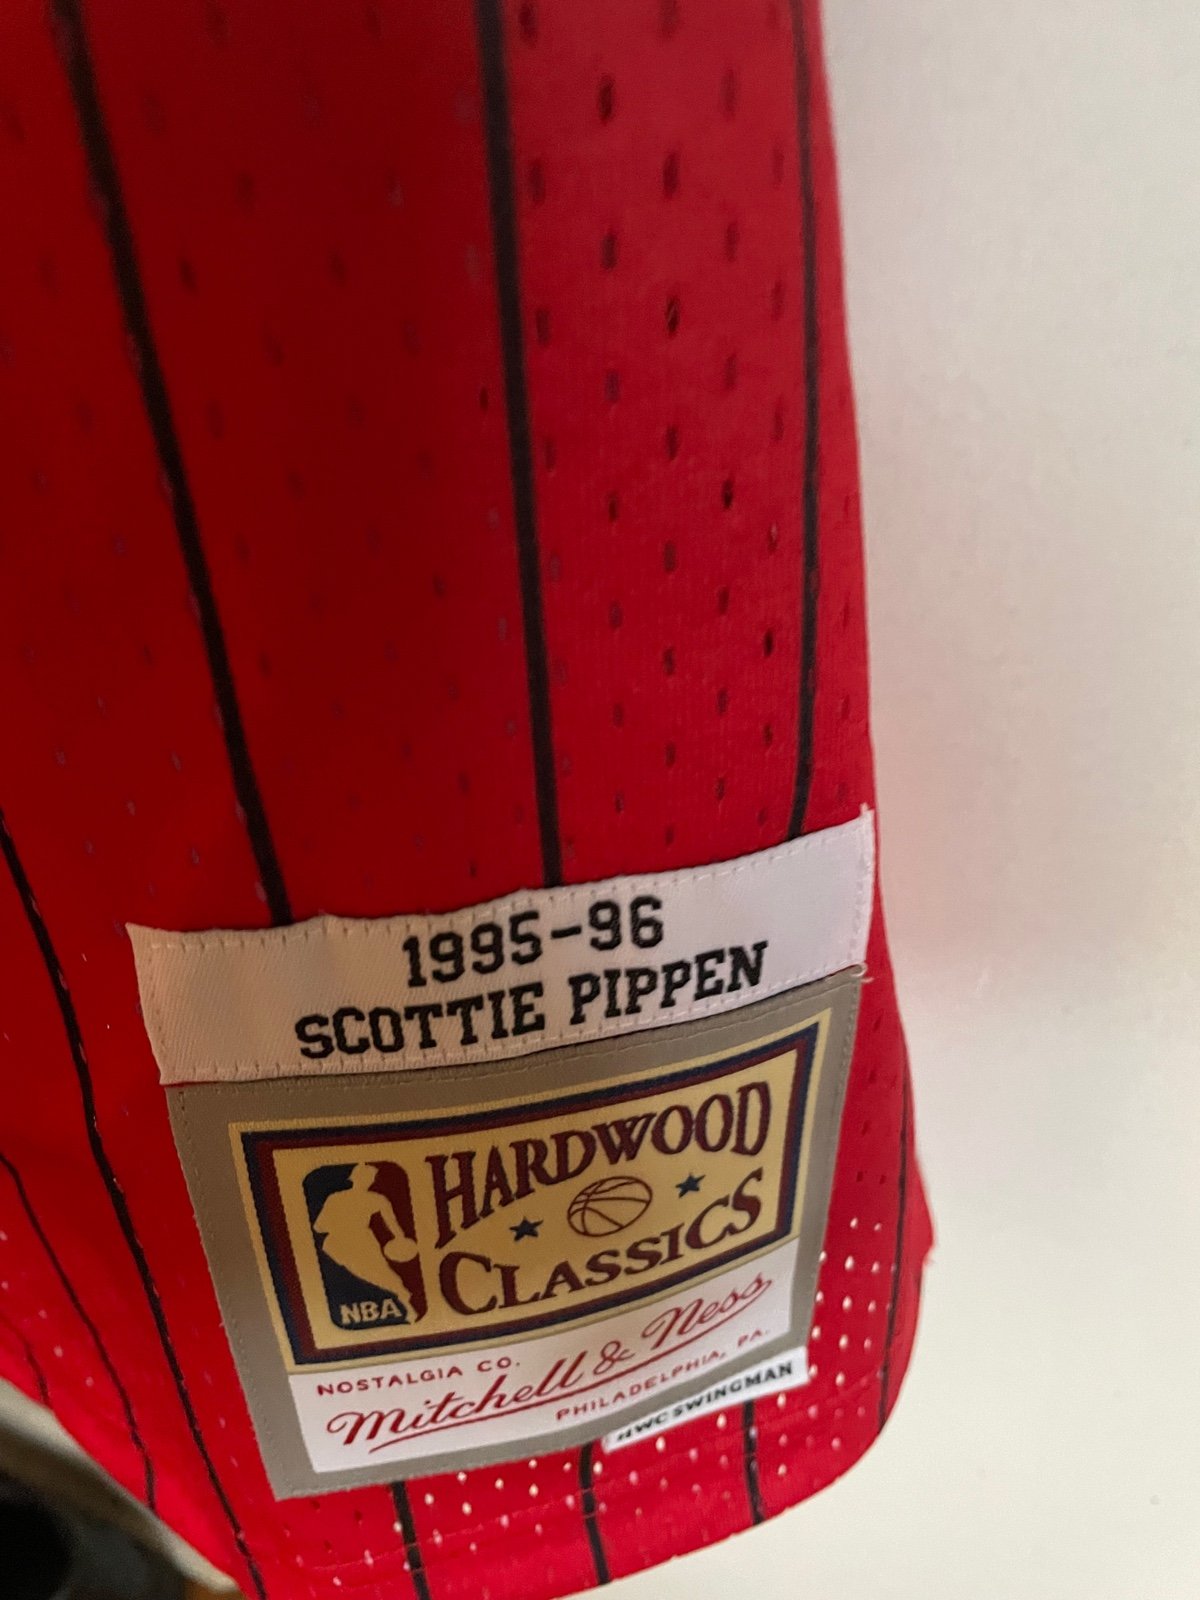 1995-96
SCOTTIE PIPPEN
HARDWOOD
CLASSICS
NBA
NOSTALGIA CO.
Mitchell & Ness
PHILADELPHIA, PA.
HWC SWINGMAN